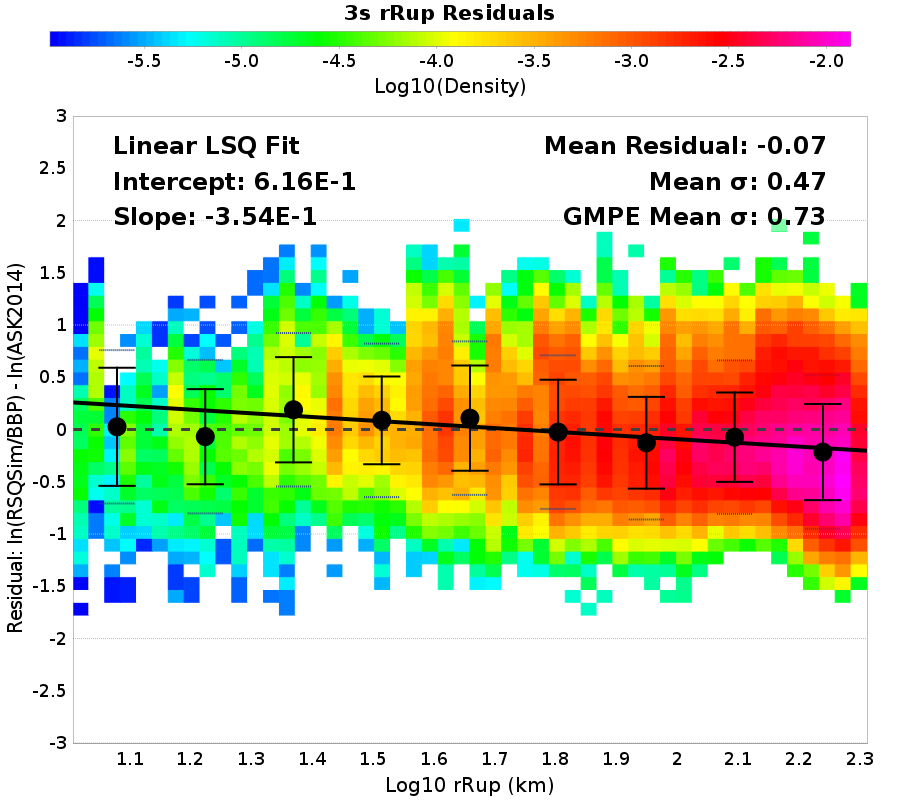 3s rRup Residuals
-5.5 -5.0 -4.5 -4.0 -3.5 -3.0 -2.5 -2.0
Log10(Density)
Linear LSQ Fit
Intercept: 6.16E-1
Slope: -3.54E-1
Mean Residual: -0.07
Mean σ: 0.47
GMPE Mean σ: 0.73
Residual: ln(RSQSim/BBP) - ln(ASK2014)
3
2.5
2
1.5
1
0.5
0
-0.5
-1
-1.5
-2
-2.5
-3
1.1 1.2 1.3 1.4 1.5 1.6 1.7 1.8 1.9 2 2.1 2.2 2.3
Log10 rRup (km)